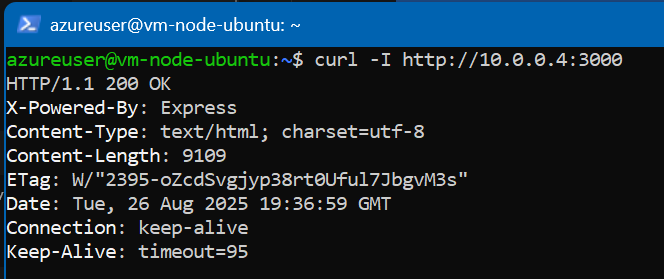 azureuser@vm-node-ubuntu: ~
azureuser@vm-node-ubuntu:~$ curl -I http://10.0.0.4:3000
HTTP/1.1 200 OK
X-Powered-By: Express
Content-Type: text/html; charset=utf-8
Content-Length: 9109
ETag: W/"2395-oZcdSvgjyp38rt0Uful7JbgvM3s"
Date: Tue, 26 Aug 2025 19:36:59 GMT
Connection: keep-alive
Keep-Alive: timeout=95